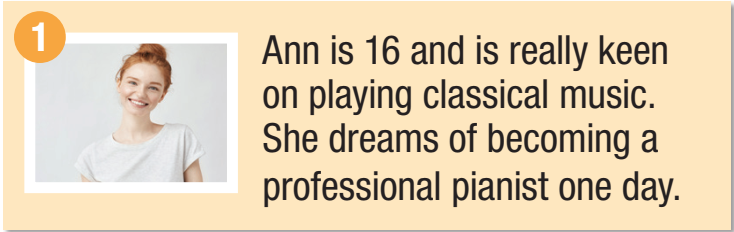 1
Ann is 16 and is really keen
on playing classical music.
She dreams of becoming a
professional pianist one day.